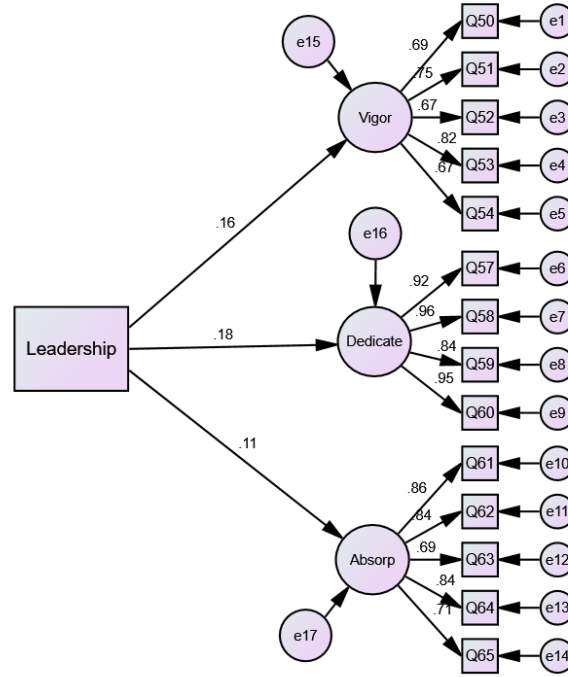 Q50
e1
e15
.69
Q51
e2
.75
.67
Vigor
Q52
e3
.82
Q53
e4
.67
Q54
e5
.16
e16
Q57
e6
.92
.96
Q58
e7
.18
Leadership
Dedicate
.84
Q59
e8
.95
Q60
e9
.11
Q61
e10
.86
.84
Q62
e11
.69
Absorp
Q63
e12
.84
Q64
e13
.71
e17
Q65
e14